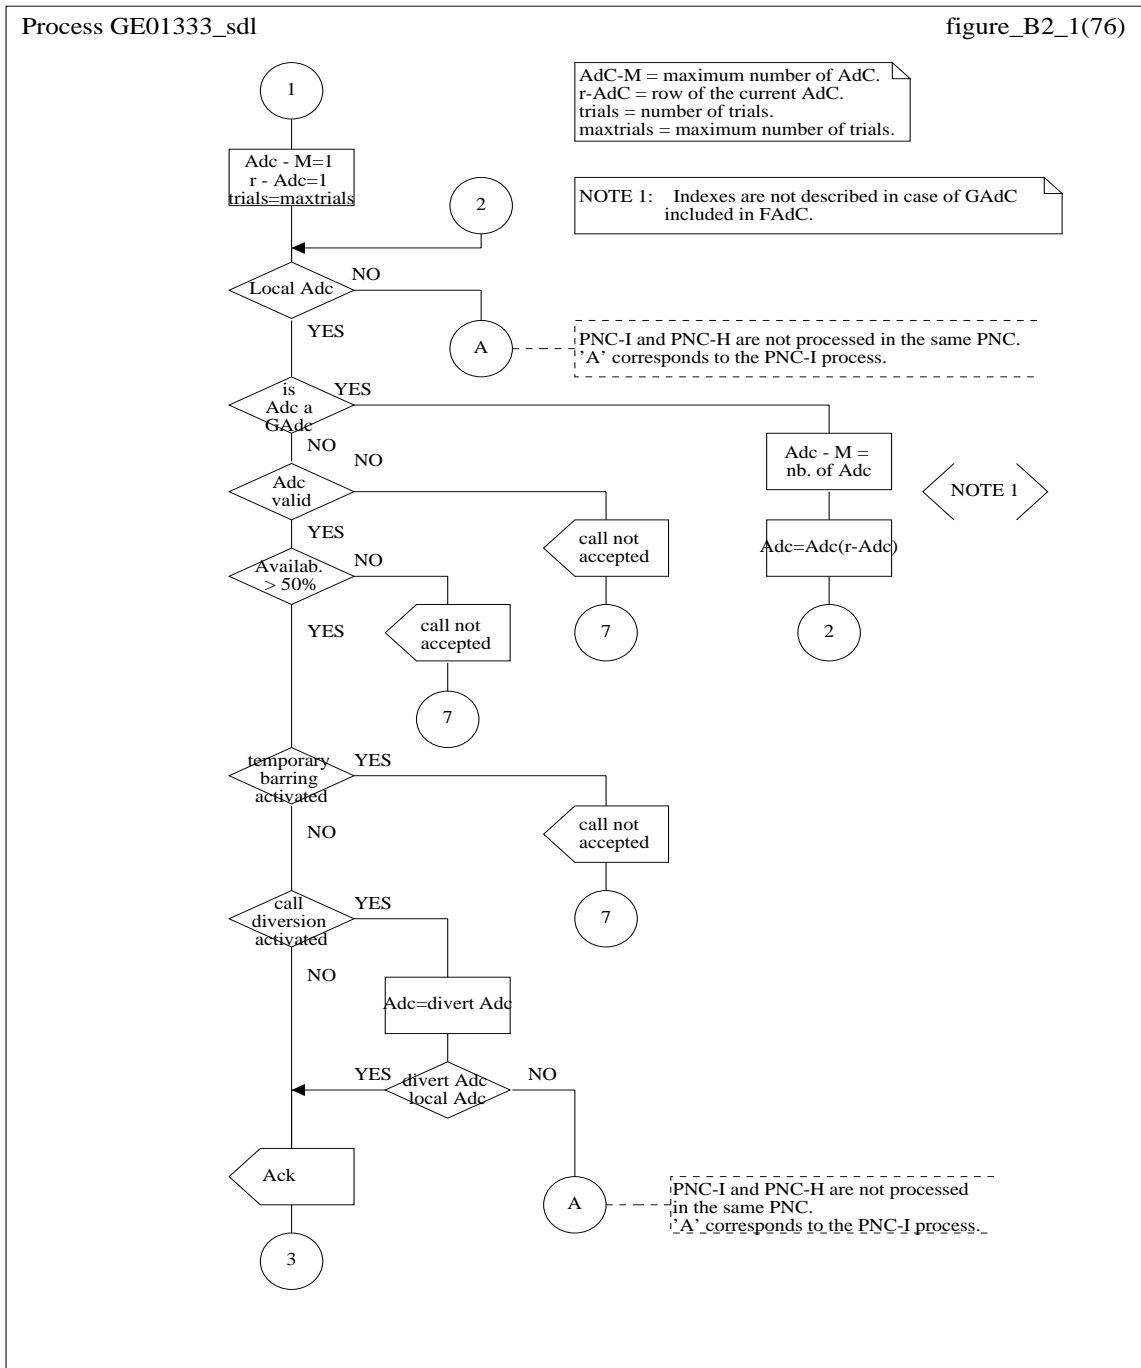 Process GE01333_sdl
figure_B2_1(76)
1
AdC-M = maximum number of AdC.
r-AdC = row of the current AdC.
trials = number of trials.
maxtrials = maximum number of trials.
Adc - M=1
r - Adc=1
trials=maxtrials
2
NOTE 1: Indexes are not described in case of GAdC
included in FAdC.
Local Adc
NO
YES
A
PNC-I and PNC-H are not processed in the same PNC.
'A' corresponds to the PNC-I process.
is
Adc a
GAdc
YES
NO
Adc - M =
nb. of Adc
NOTE 1
Adc
valid
NO
YES
call not
accepted
Adc=Adc(r-Adc)
Availab.
> 50%
NO
YES
call not
accepted
7
2
7
temporary
barring
activated
YES
NO
call not
accepted
7
call
diversion
activated
YES
NO
Adc=divert Adc
YES
divert Adc
local Adc
NO
Ack
A
PNC-I and PNC-H are not processed
in the same PNC.
'A' corresponds to the PNC-I process.
3